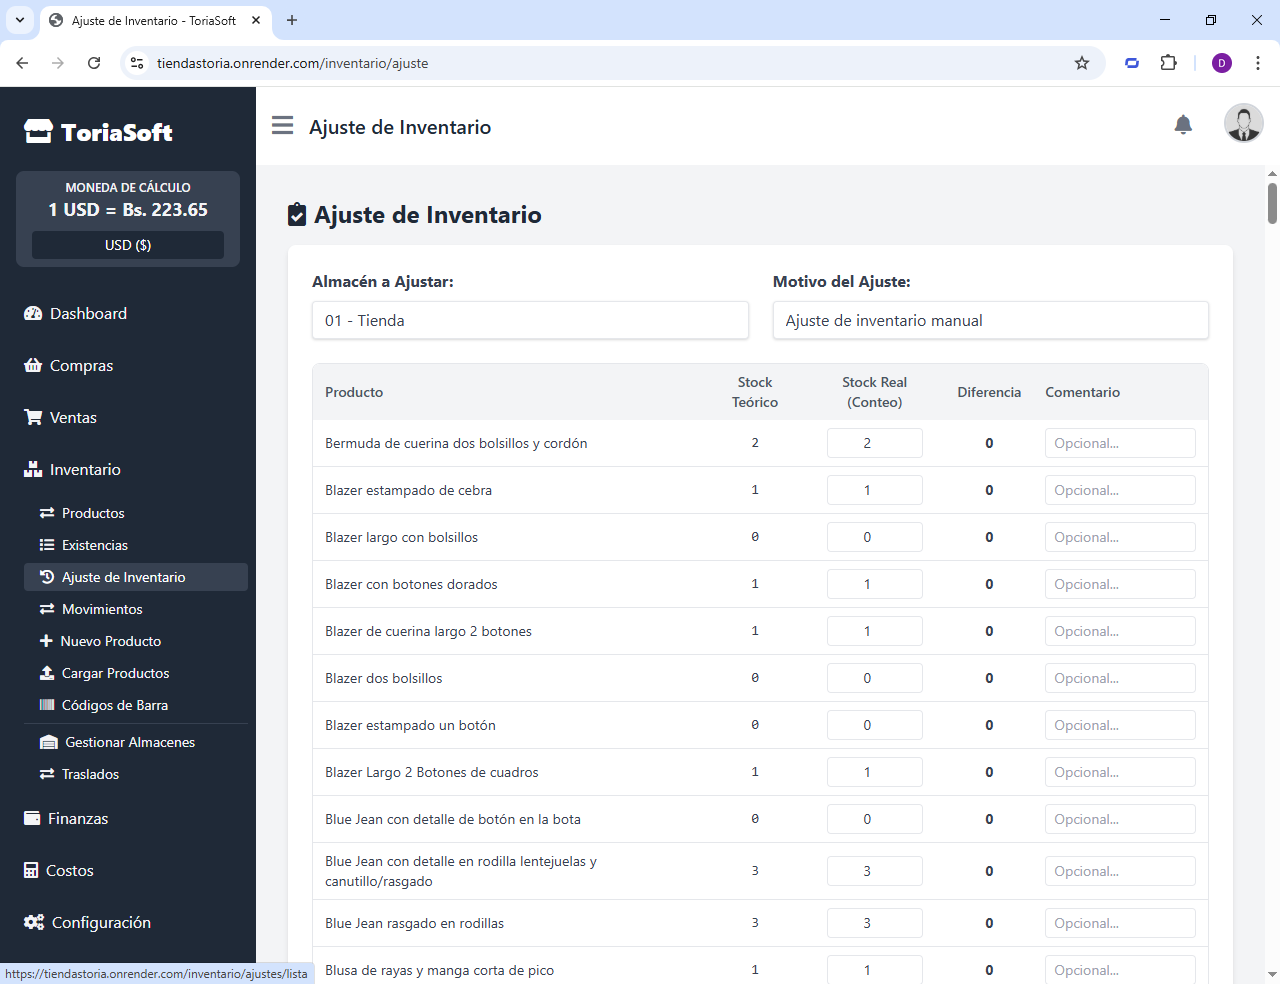 Ajuste de Inventario - ToriaSoft
tiendastoria.onrender.com/inventario/ajuste
D
ToriaSoft
MONEDA DE CÁLCULO
1 USD = Bs. 223.65
USD ($)
Dashboard
Compras
Ventas
Inventario
Productos
Existencias
Ajuste de Inventario
Movimientos
Nuevo Producto
Cargar Productos
Códigos de Barra
Gestionar Almacenes
Traslados
Finanzas
Costos
Configuración
https://tiendastoria.onrender.com/inventario/ajustes/lista
Ajuste de Inventario
Ajuste de Inventario
Almacén a Ajustar:
01 - Tienda
Motivo del Ajuste:
Ajuste de inventario manual
Producto Stock Teórico Stock Real (Conteo) Diferencia Comentario
Bermuda de cuerina dos bolsillos y cordón 2 2 0 Opcional...
Blazer estampado de cebra 1 1 0 Opcional...
Blazer largo con bolsillos 0 0 0 Opcional...
Blazer con botones dorados 1 1 0 Opcional...
Blazer de cuerina largo 2 botones 1 1 0 Opcional...
Blazer dos bolsillos 0 0 0 Opcional...
Blazer estampado un botón 0 0 0 Opcional...
Blazer Largo 2 Botones de cuadros 1 1 0 Opcional...
Blue Jean con detalle de botón en la bota 0 0 0 Opcional...
Blue Jean con detalle en rodilla lentejuelas y
canutillo/rasgado 3 3 0 Opcional...
Blue Jean rasgado en rodillas 3 3 0 Opcional...
Blusa de rayas y manga corta de pico 1 1 0 Opcional...